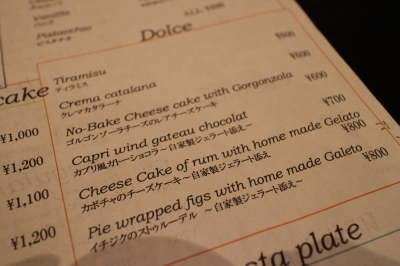 Vanilla
バニラ
Pistachio
ピスタチオ
ALL ¥800
Dolce
Tiramisu ¥600
ティラミス
Crema catalana ¥600
クレマカタラーナ
No-Bake Cheese cake with Gorgonzola ¥700
ゴルゴンゾーラチーズのレアチーズケーキ
Capri wind gateau chocolat ¥800
カプリ風ガトーショコラ ～自家製ジェラート添え～
Cheese Cake of rum with home made Gelato ¥800
カボチャのチーズケーキ ～自家製ジェラート添え～
Pie wrapped figs with home made Galeto
イチジクのストゥルーデル ～自家製ジェラート添え～
cake
¥1,000
¥1,200
¥1,100
¥1,200
sta plate